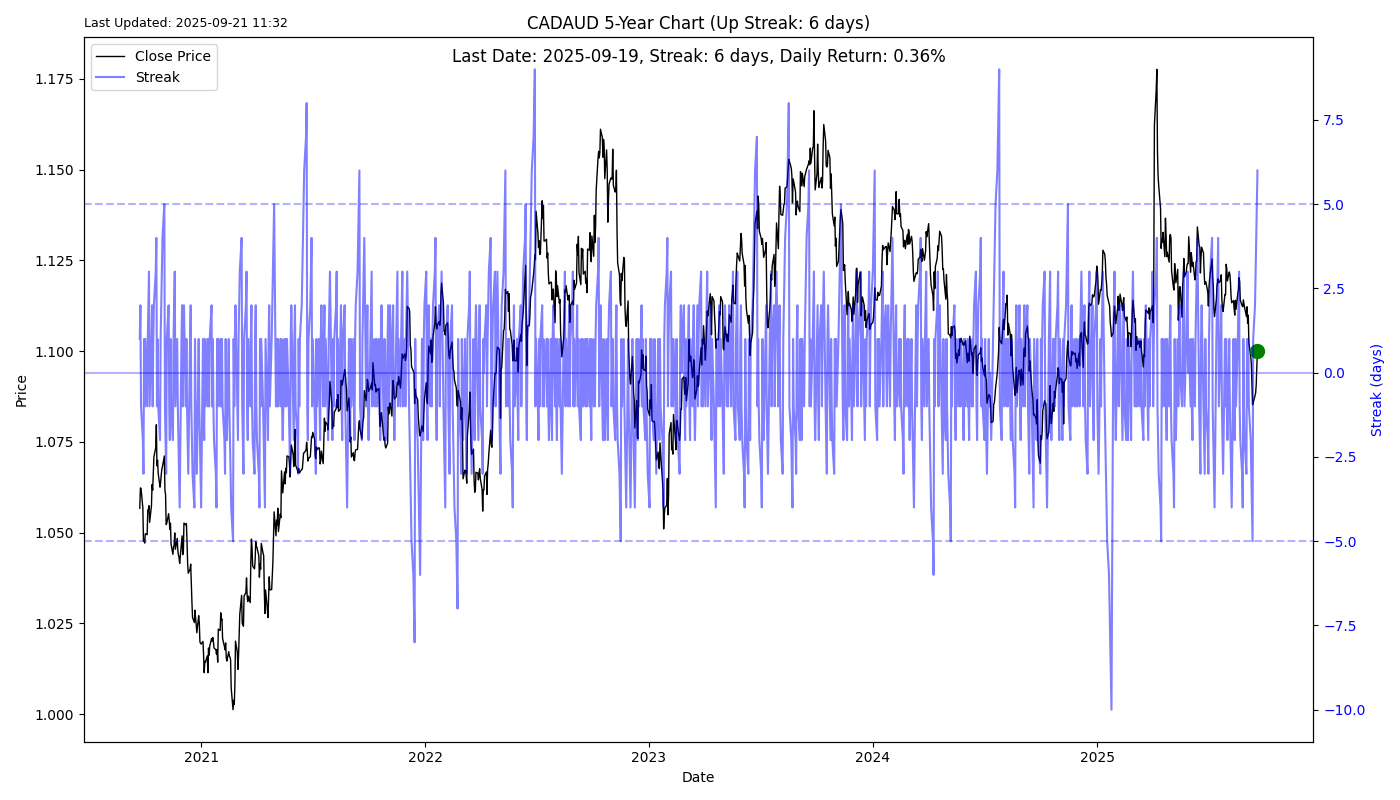 Last Updated: 2025-09-21 11:32
CADAUD 5-Year Chart (Up Streak: 6 days)
Last Date: 2025-09-19, Streak: 6 days, Daily Return: 0.36%
Close Price
Streak
1.175
1.150
1.125
1.100
1.075
1.050
1.025
1.000
Price
7.5
5.0
2.5
0.0
−2.5
−5.0
−7.5
−10.0
Streak (days)
2021
2022
2023
2024
2025
Date